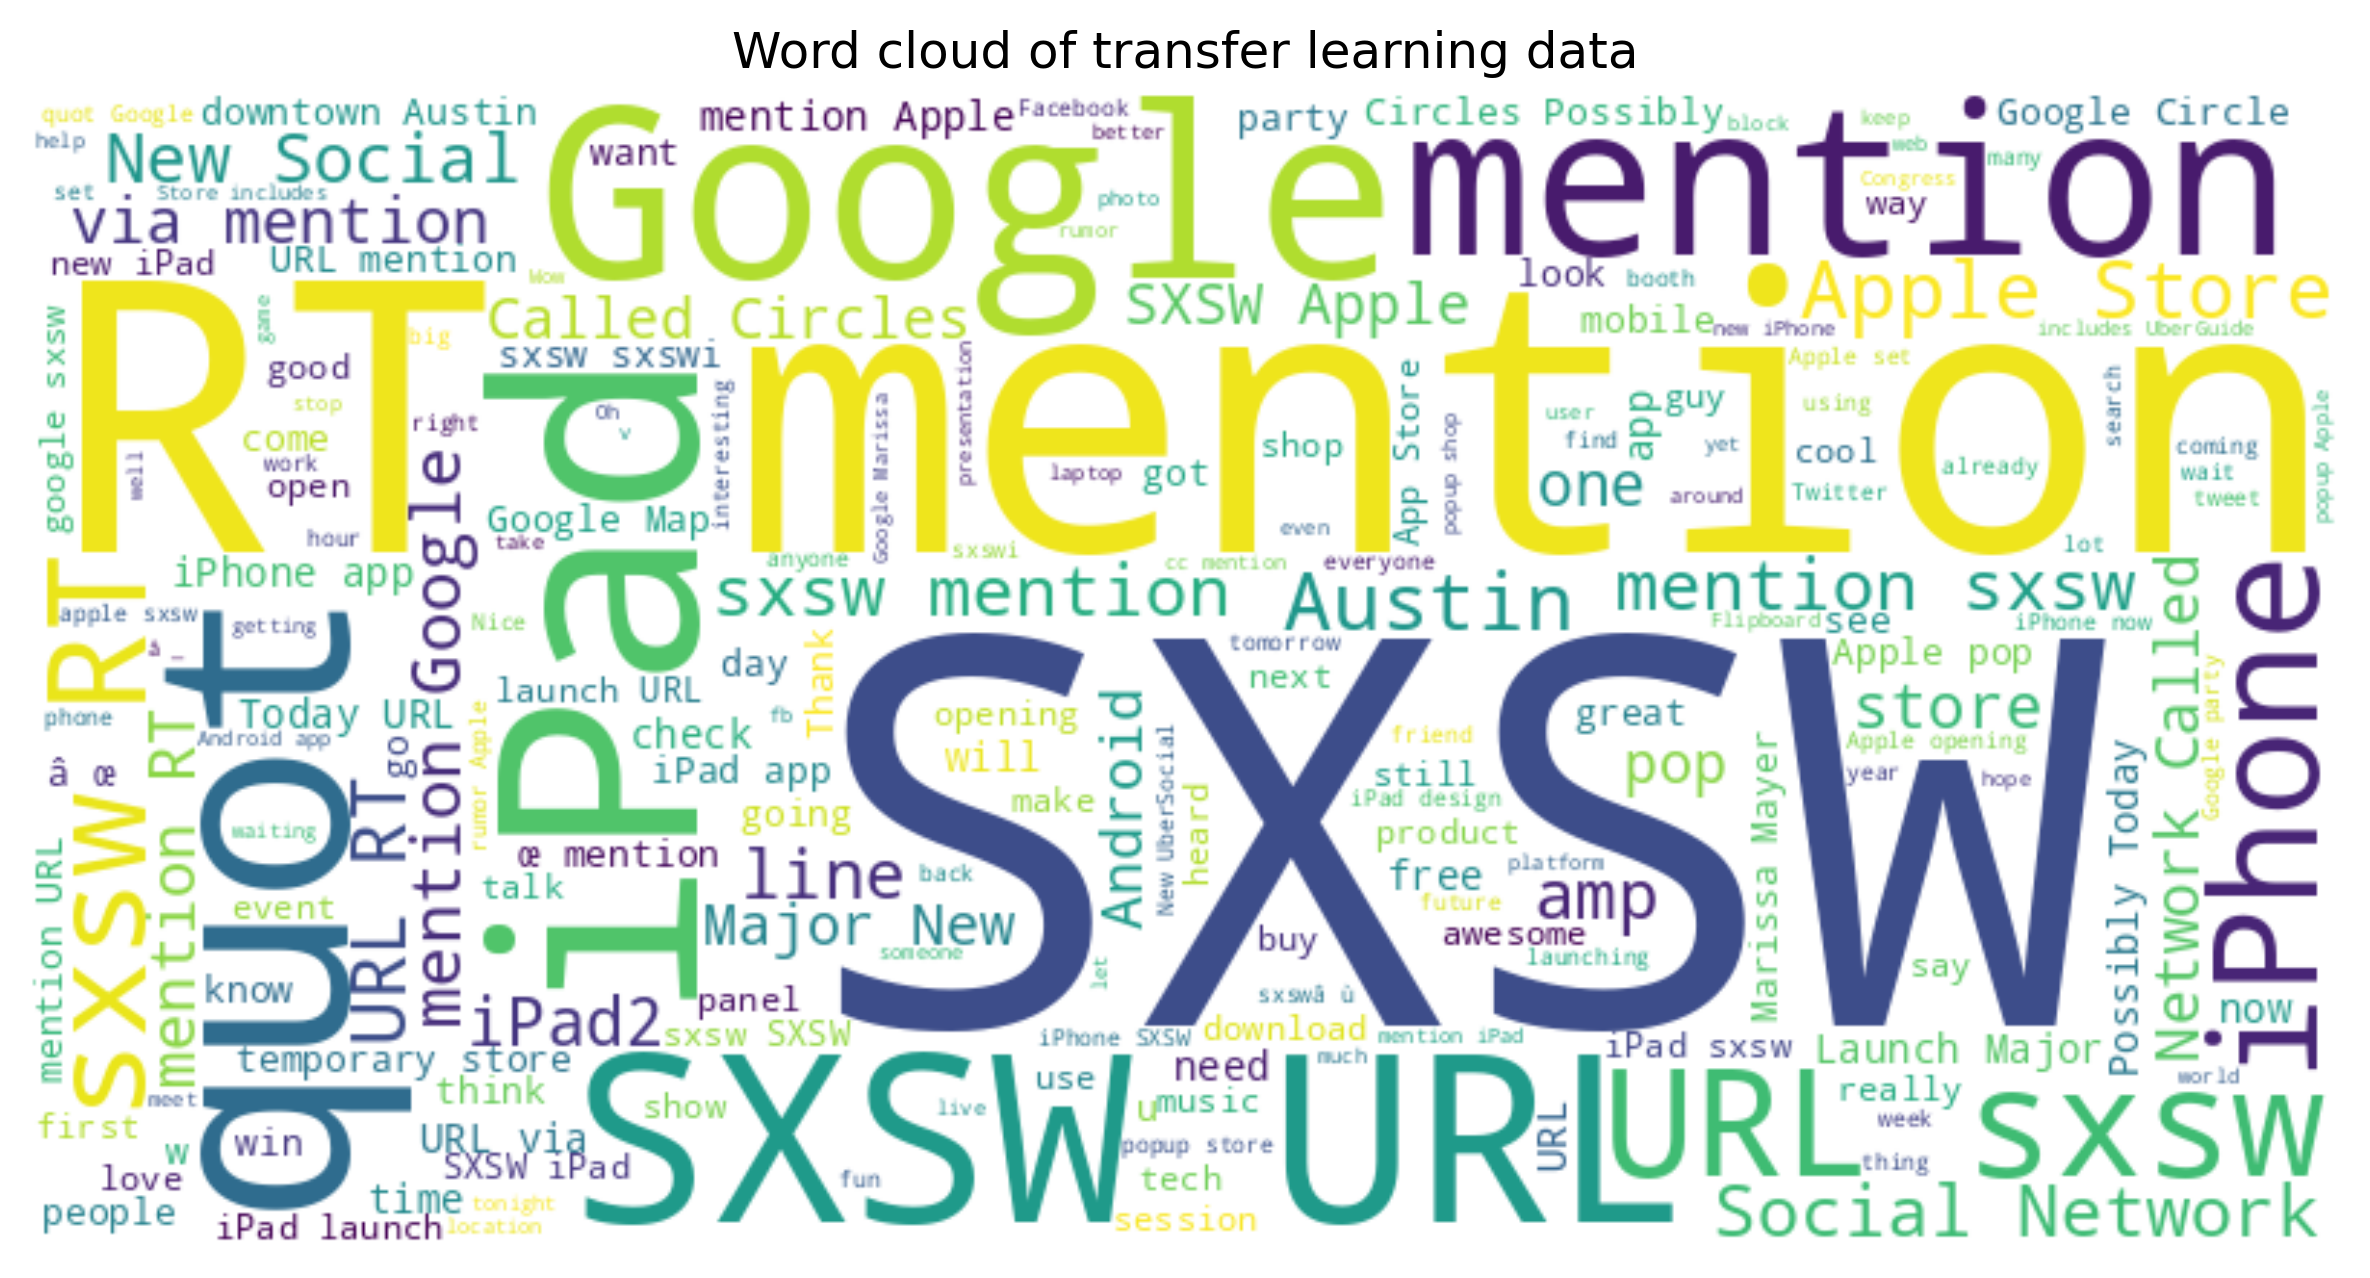 Word cloud of transfer learning data
quot Google
downtown Austin
help
New Social
set
Store includes
via mention
new iPad
URL mention
Google
want
mention Apple
Facebook
better
photo
rumor
party
Circles Possibly
block
keep
web
many
Congress
way
Google Circle
mention
Wow
Called Circles
SXSW Apple
look
booth
mobile
new iPhone
Apple Store
includes UberGuide
RT mention
google sxsw
game
big
good
stop
come
right
work
open
well
hour
sxsw sxswi
iPad
Oh
v
interesting
Google Marissa
presentation
laptop
got
shop
even
App Store
popup shop
Apple set
user
find
app
guy
using
yet
cool
one
around
Twitter
already
search
coming
wait
tweet
popup Apple
lot
Google Map
take
iPhone app
anyone
sxswi
cc mention
everyone
sxsw mention
Austin
mention sxsw
Flipboard
see
iPhone now
RT
apple sxsw
getting
â _
Nice
mention Google
quot
launch URL
day
Thank
tomorrow
next
SXSW
Apple pop
store
Network Called
Google party
iPhone
phone
Today URL
Android app
go
rumor Apple
check
fb
iPad app
opening
will
Android
New UberSocial
friend
great
still
pop
iPad design
make
heard
product
Apple opening
year
hope
Possibly Today
â œ
mention RT
waiting
URL RT
going
œ mention
line
back
talk
free
platform
future
amp
awesome
launching
Marissa Mayer
say
mention URL
sxsw
event
know
Major New
someone
let
buy
iPad2
panel
sxswâ û
now
sxsw SXSW
iPhone SXSW
download
mention iPad
iPad sxsw
Launch Major
world
temporary store
think
meet
first
SXSW URL
show
live
use
need
much
u
music
URL
URL
really
week
thing
sxsw
w
win
URL via
SXSW iPad
popup store
love
people
time
tonight
location
iPad launch
fun
tech
session
Social Network